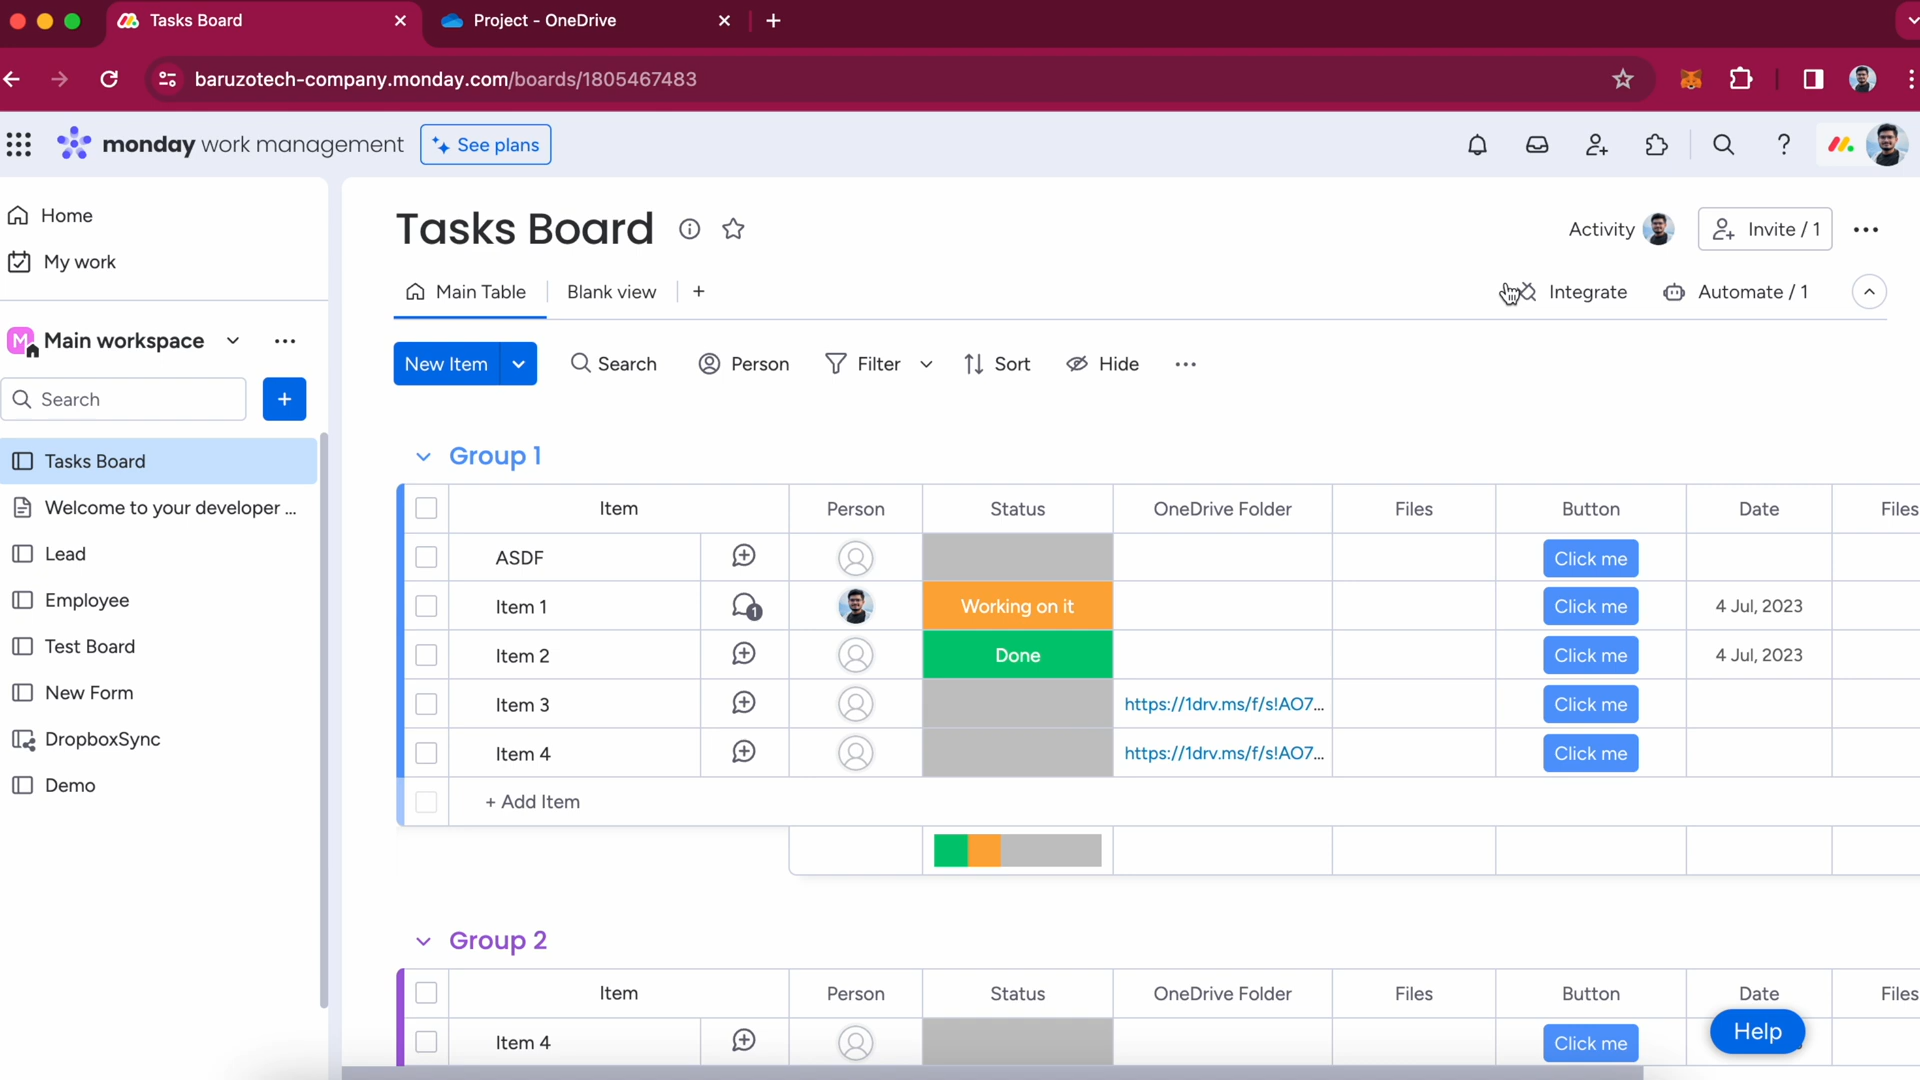 Tasks Board
Project - OneDrive
baruzotech-company.monday.com/boards/1805467483
monday work management
See plans
Home
My work
Main workspace
Search
Tasks Board
Welcome to your developer ...
Lead
Employee
Test Board
New Form
DropboxSync
Demo
Tasks Board
Activity
Invite / 1
Main Table
Blank view
Integrate
Automate / 1
New Item
Search
Person
Filter
Sort
Hide
Group 1
Item Person Status OneDrive Folder Files Button Date Files
ASDF Click me
Item 1 1 Working on it Click me 4 Jul, 2023
Item 2 Done Click me 4 Jul, 2023
Item 3 https://1drv.ms/f/s!AO7... Click me
Item 4 https://1drv.ms/f/s!AO7... Click me
+ Add Item
Group 2
Item Person Status OneDrive Folder Files Button Date Files
Item 4 Click me
Help